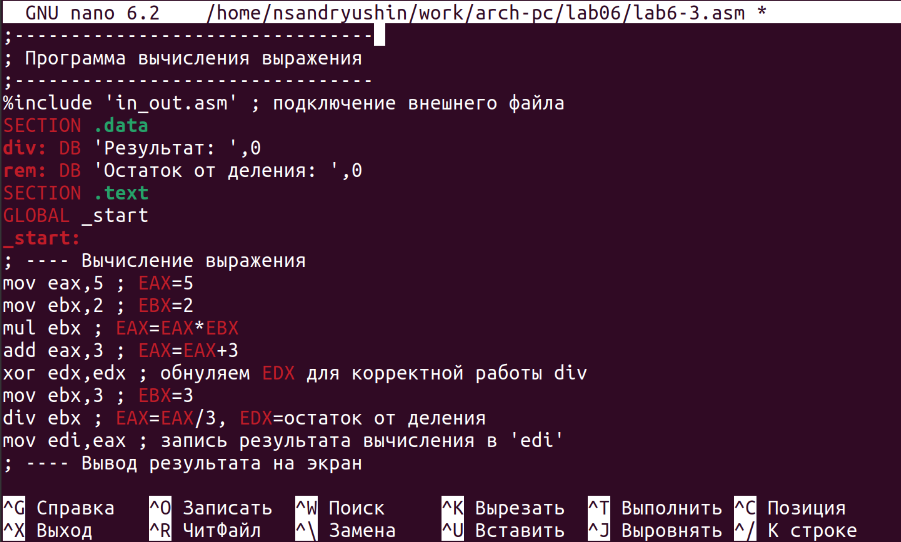 GNU nano 6.2 /home/nsandryushin/work/arch-pc/lab06/lab6-3.asm *
;--------------------------------
; Программа вычисления выражения
;--------------------------------
%include 'in_out.asm' ; подключение внешнего файла
SECTION .data
div: DB 'Результат: ',0
rem: DB 'Остаток от деления: ',0
SECTION .text
GLOBAL _start
_start:
; ---- Вычисление выражения
mov eax,5 ; EAX=5
mov ebx,2 ; EBX=2
mul ebx ; EAX=EAX*EBX
add eax,3 ; EAX=EAX+3
xor edx,edx ; обнуляем EDX для корректной работы div
mov ebx,3 ; EBX=3
div ebx ; EAX=EAX/3, EDX=остаток от деления
mov edi,eax ; запись результата вычисления в 'edi'
; ---- Вывод результата на экран
^G Справка ^O Записать ^W Поиск ^K Вырезать ^T Выполнить ^C Позиция
^X Выход ^R ЧитФайл ^\ Замена ^U Вставить ^J Выровнять ^/ К строке